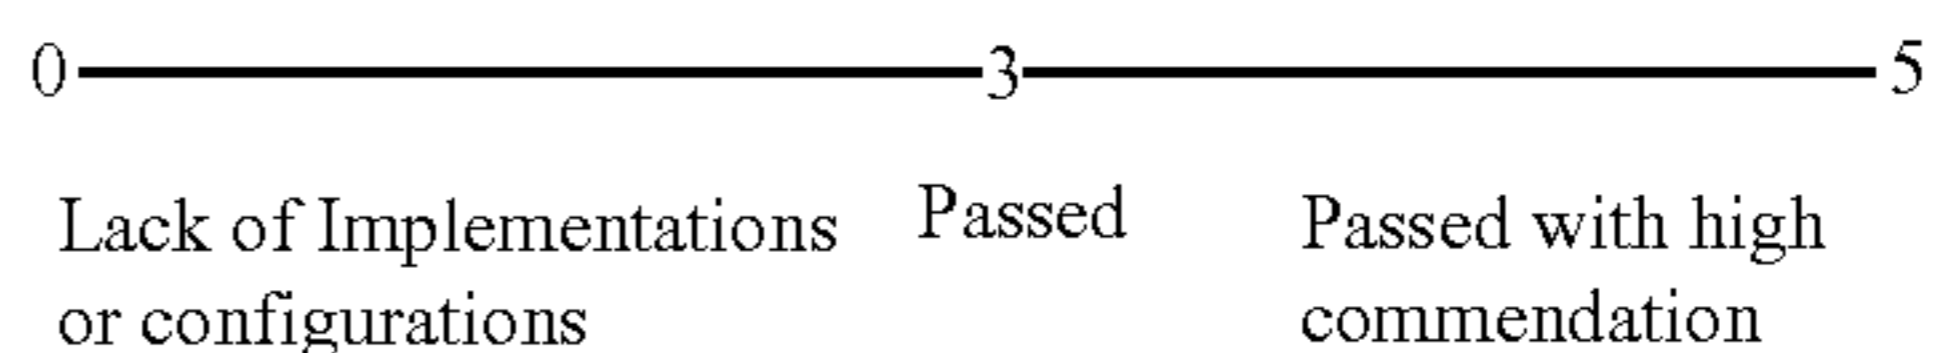 0 3 5
Lack of Implementations
or configurations
Passed
Passed with high
commendation